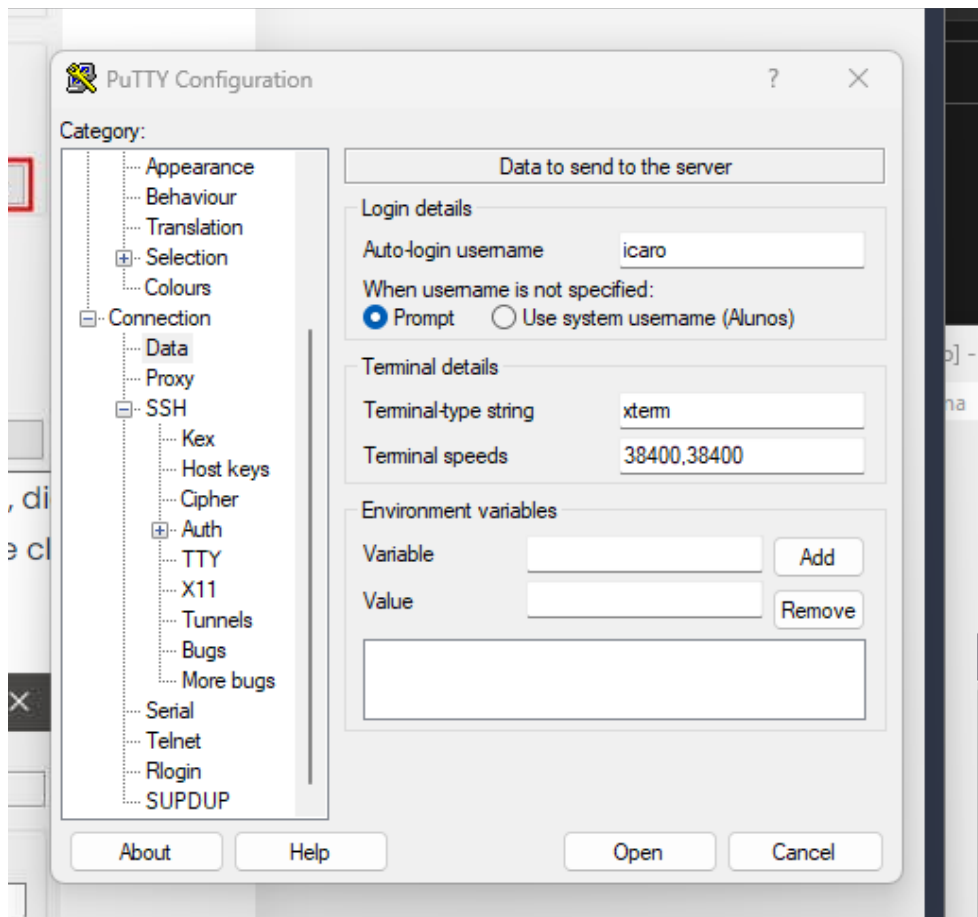 PuTTY Configuration
?
Category:
Appearance
Behaviour
Translation
Selection
Colours
Connection
Data
Proxy
SSH
Kex
Host keys
Cipher
Auth
TTY
X11
Tunnels
Bugs
More bugs
Serial
Telnet
Rlogin
SUPDUP
Data to send to the server
Login details
Auto-login username icaro
When username is not specified:
Prompt Use system username (Alunos)
Terminal details
Terminal-type string xterm
Terminal speeds 38400,38400
Environment variables
Variable Add
Value Remove
About Help Open Cancel
, di
e cl
o] -
na